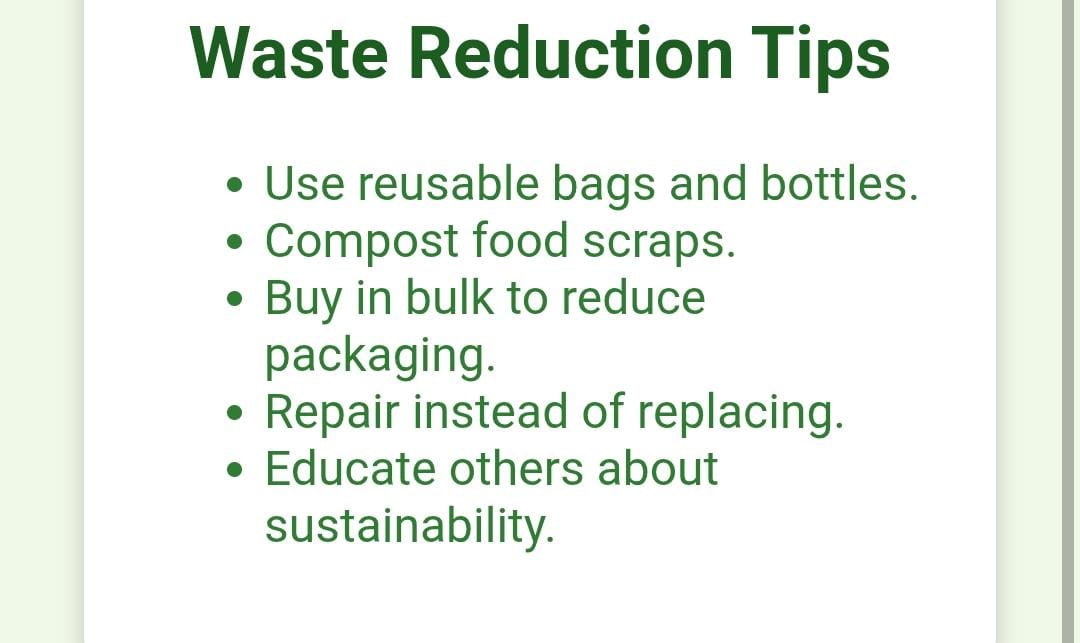 Waste Reduction Tips
• Use reusable bags and bottles.
• Compost food scraps.
• Buy in bulk to reduce
packaging.
• Repair instead of replacing.
• Educate others about
sustainability.